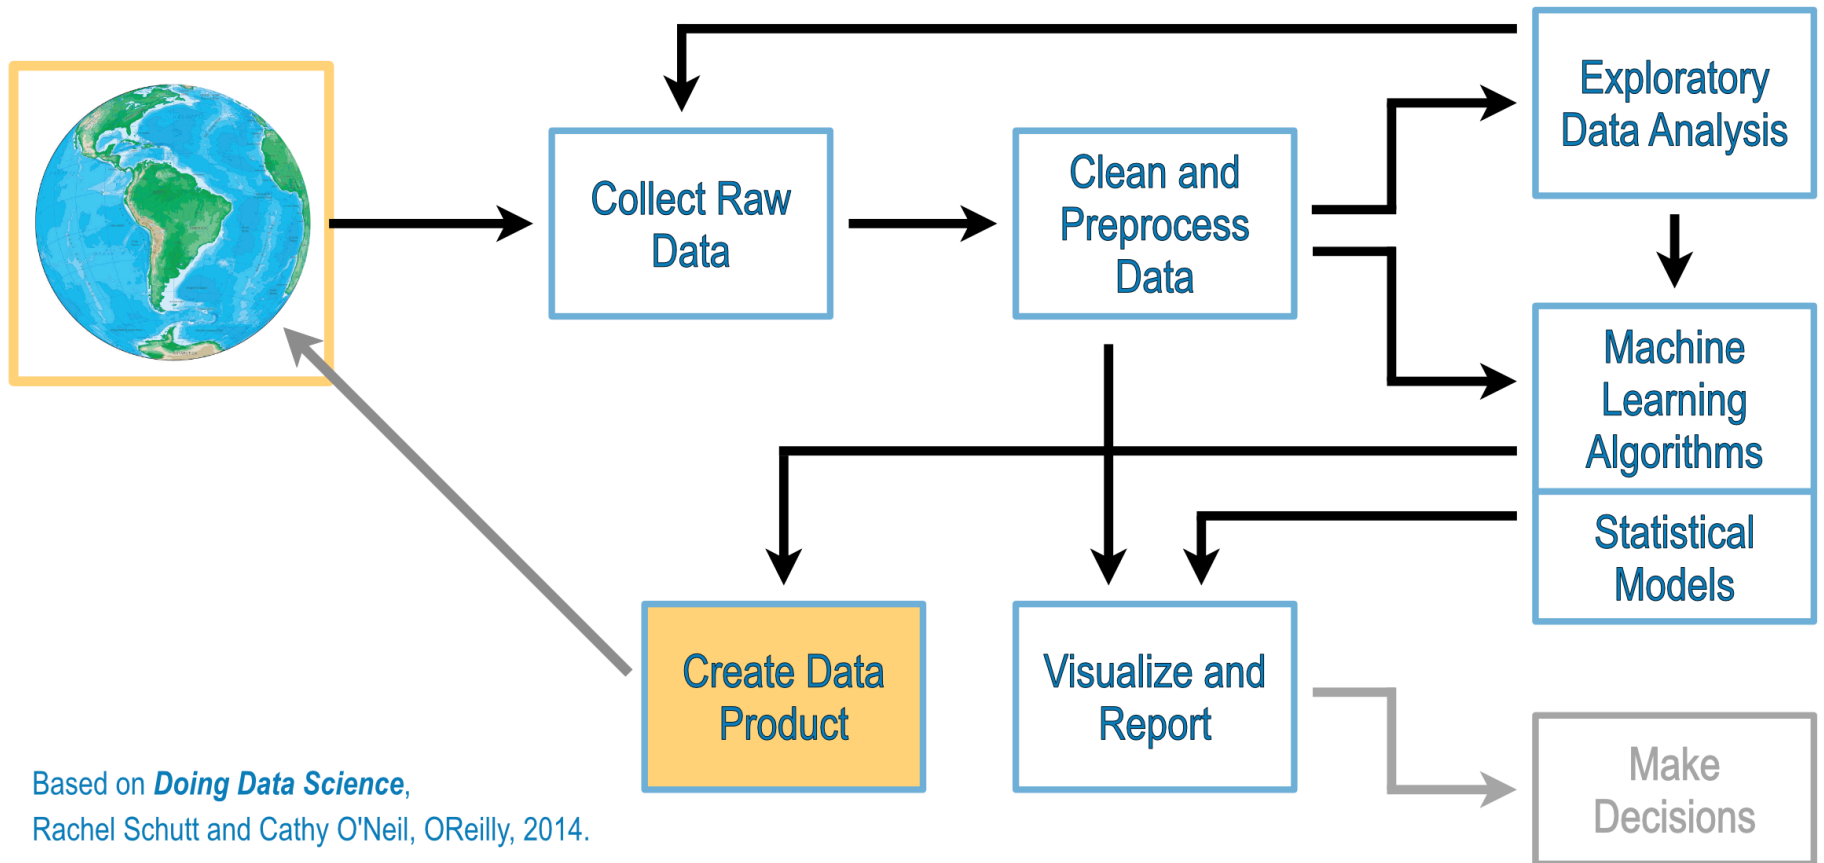 Exploratory
Data Analysis
Collect Raw
Data
Clean and
Preprocess
Data
Machine
Learning
Algorithms
Statistical
Models
Create Data
Product
Visualize and
Report
Make
Decisions
Based on Doing Data Science,
Rachel Schutt and Cathy O'Neil, OReilly, 2014.